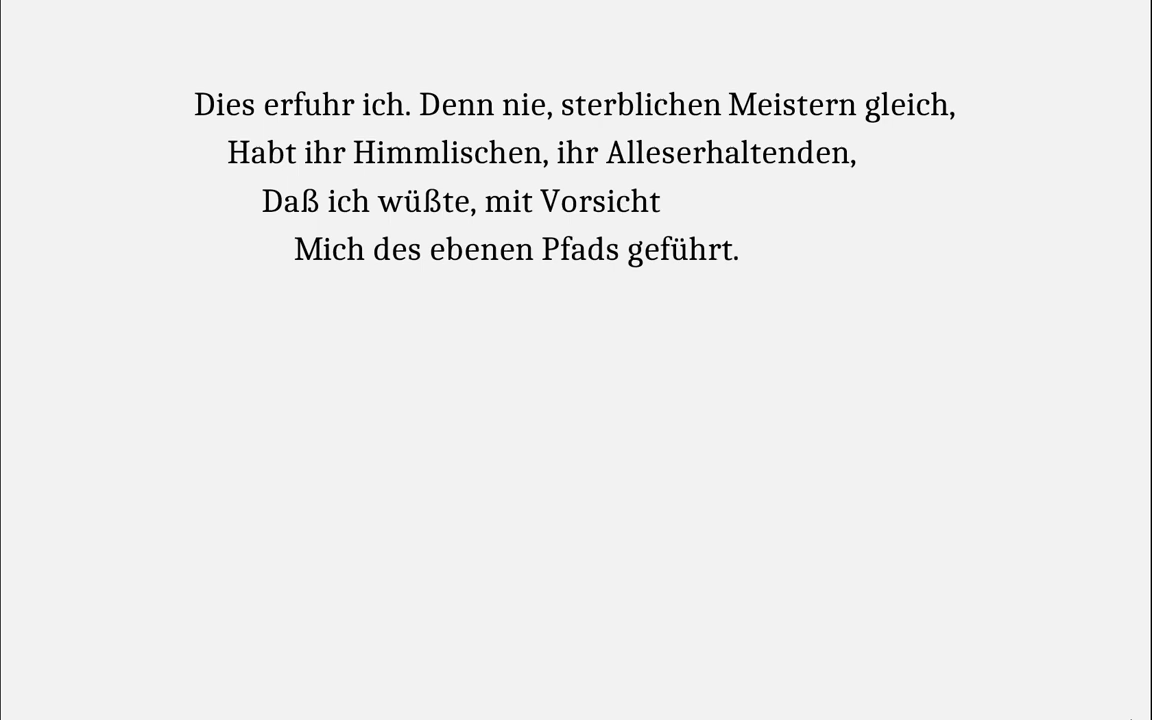 Dies erfuhr ich. Denn nie, sterblichen Meistern gleich,
Habt ihr Himmlischen, ihr Alleserhaltenden,
Daß ich wüßte, mit Vorsicht
Mich des ebenen Pfads geführt.